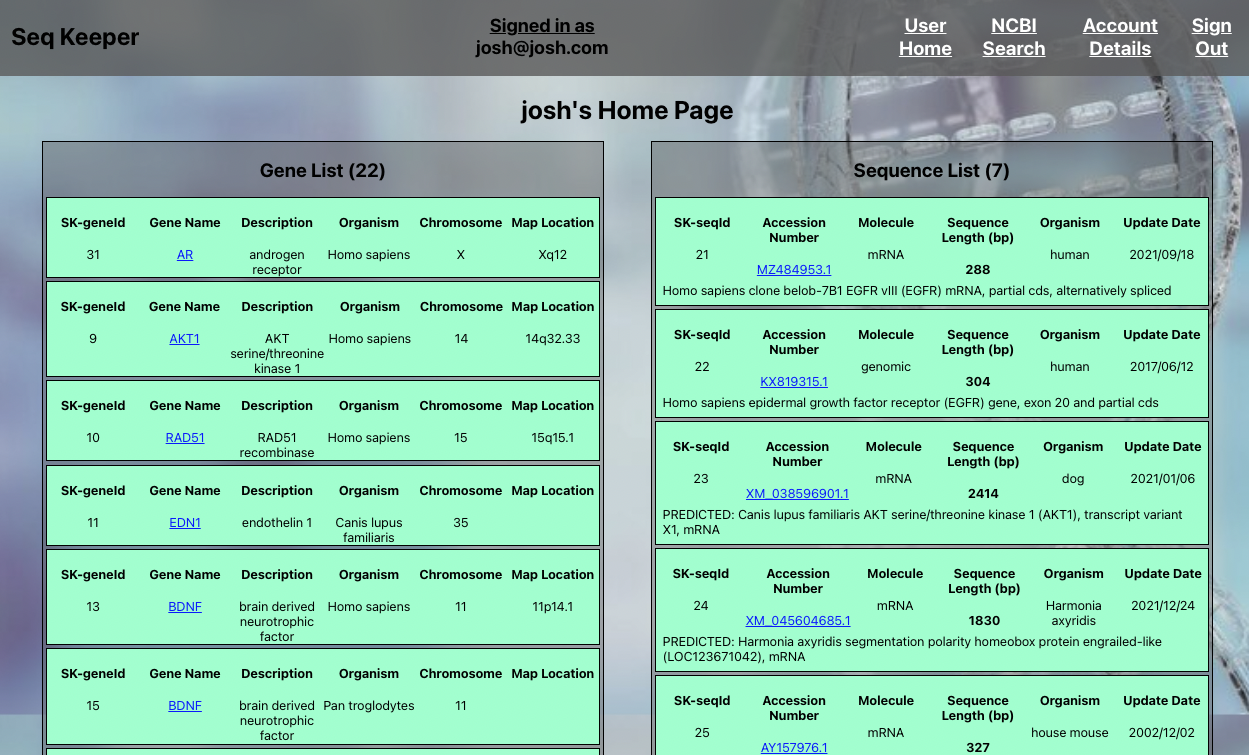 Seq Keeper
Signed in as
josh@josh.com
User Home
NCBI Search
Account Details
Sign Out
josh's Home Page
Gene List (22)
SK-geneId Gene Name Description Organism Chromosome Map Location
31 AR androgen receptor Homo sapiens X Xq12
SK-geneId Gene Name Description Organism Chromosome Map Location
9 AKT1 AKT serine/threonine kinase 1 Homo sapiens 14 14q32.33
SK-geneId Gene Name Description Organism Chromosome Map Location
10 RAD51 RAD51 recombinase Homo sapiens 15 15q15.1
SK-geneId Gene Name Description Organism Chromosome Map Location
11 EDN1 endothelin 1 Canis lupus familiaris 35
SK-geneId Gene Name Description Organism Chromosome Map Location
13 BDNF brain derived neurotrophic factor Homo sapiens 11 11p14.1
SK-geneId Gene Name Description Organism Chromosome Map Location
15 BDNF brain derived neurotrophic factor Pan troglodytes 11
Sequence List (7)
SK-seqId Accession Number Molecule Sequence Length (bp) Organism Update Date
21 MZ484953.1 mRNA 288 human 2021/09/18
Homo sapiens clone belob-7B1 EGFR vIII (EGFR) mRNA, partial cds, alternatively spliced
SK-seqId Accession Number Molecule Sequence Length (bp) Organism Update Date
22 KX819315.1 genomic 304 human 2017/06/12
Homo sapiens epidermal growth factor receptor (EGFR) gene, exon 20 and partial cds
SK-seqId Accession Number Molecule Sequence Length (bp) Organism Update Date
23 XM_038596901.1 mRNA 2414 dog 2021/01/06
PREDICTED: Canis lupus familiaris AKT serine/threonine kinase 1 (AKT1), transcript variant
X1, mRNA
SK-seqId Accession Number Molecule Sequence Length (bp) Organism Update Date
24 XM_045604685.1 mRNA 1830 Harmonia axyridis 2021/12/24
PREDICTED: Harmonia axyridis segmentation polarity homeobox protein engrailed-like
(LOC123671042), mRNA
SK-seqId Accession Number Molecule Sequence Length (bp) Organism Update Date
25 AY157976.1 mRNA 327 house mouse 2002/12/02